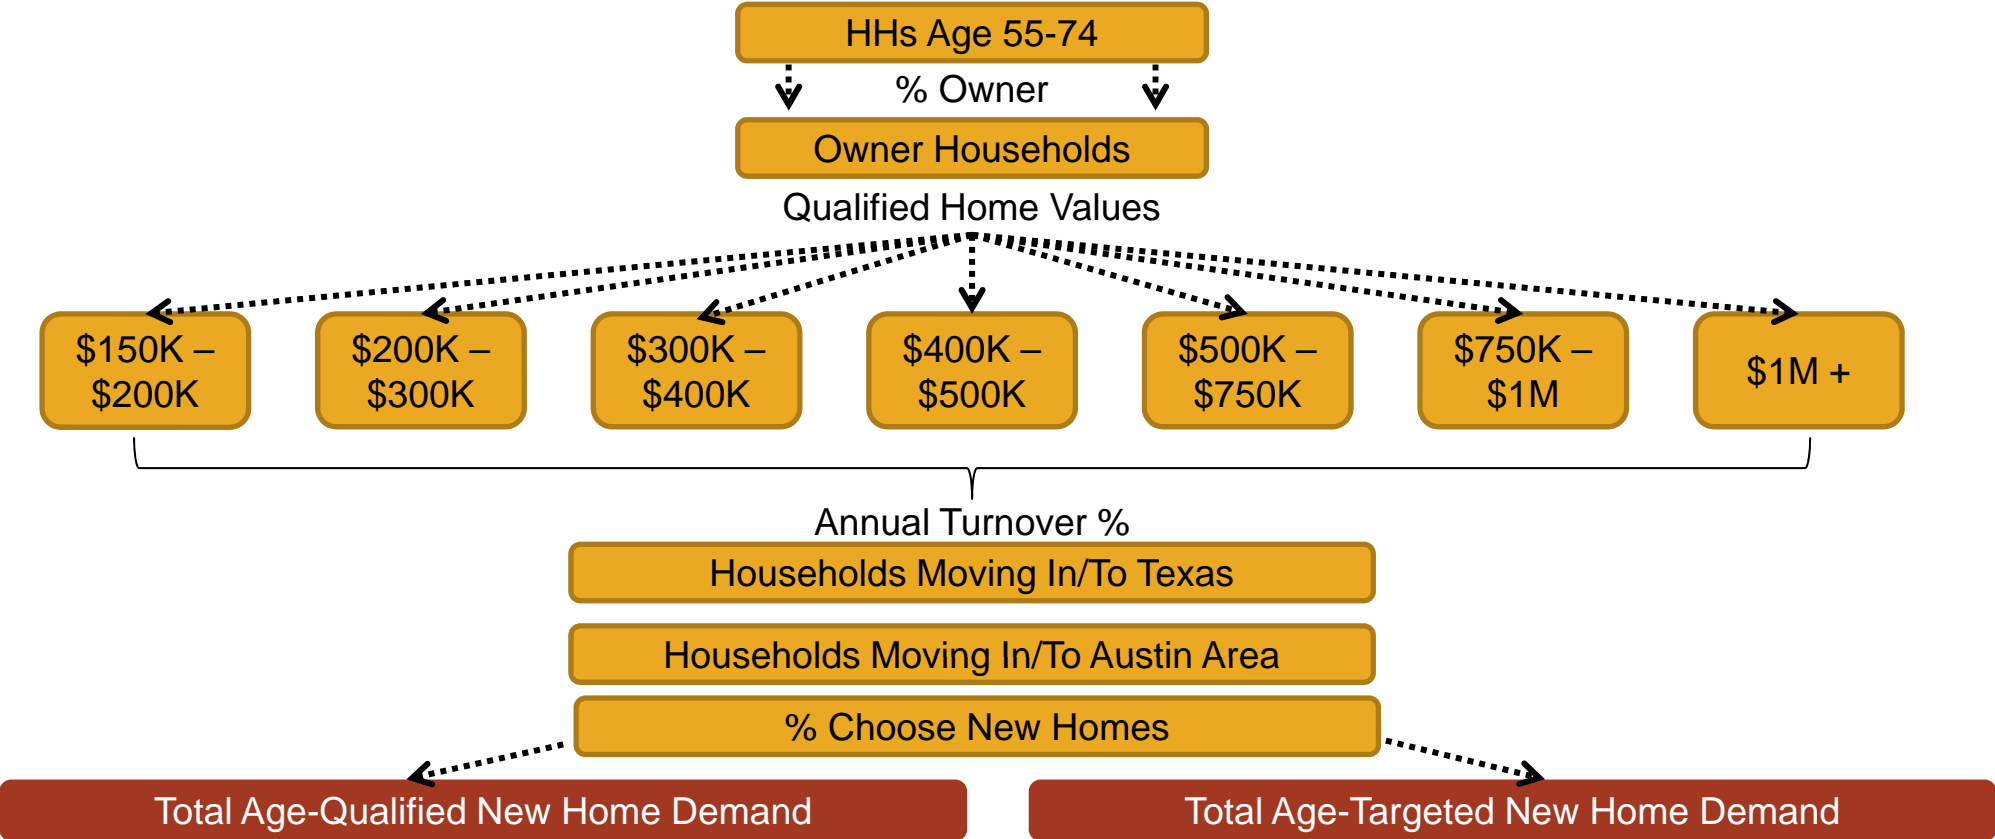 HHs Age 55-74
% Owner
Owner Households
Qualified Home Values
$150K –
$200K
$200K –
$300K
$300K –
$400K
$400K –
$500K
$500K –
$750K
$750K –
$1M
$1M +
Annual Turnover %
Households Moving In/To Texas
Households Moving In/To Austin Area
% Choose New Homes
Total Age-Qualified New Home Demand
Total Age-Targeted New Home Demand